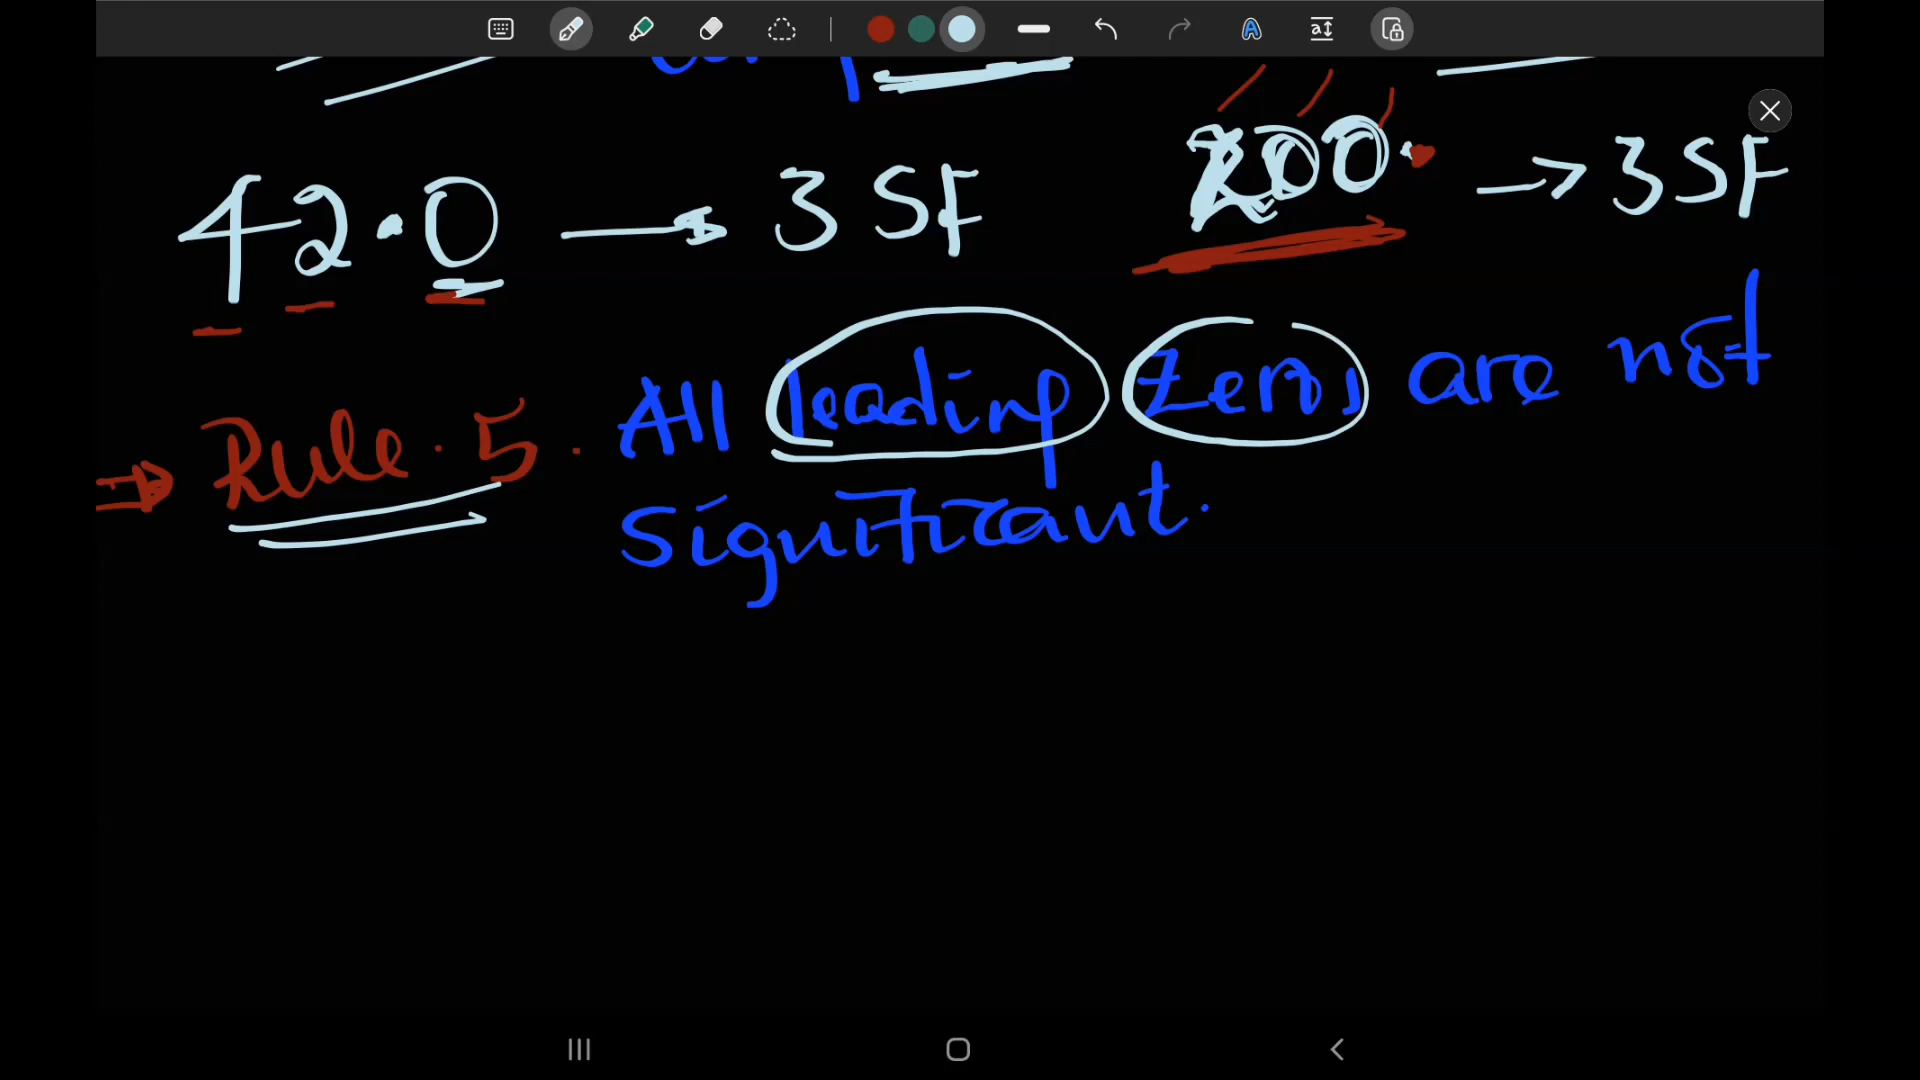 42.0 → 3 SF
200. → 3 SF
⇒ Rule. 5. All leading Zeros are not
significant.